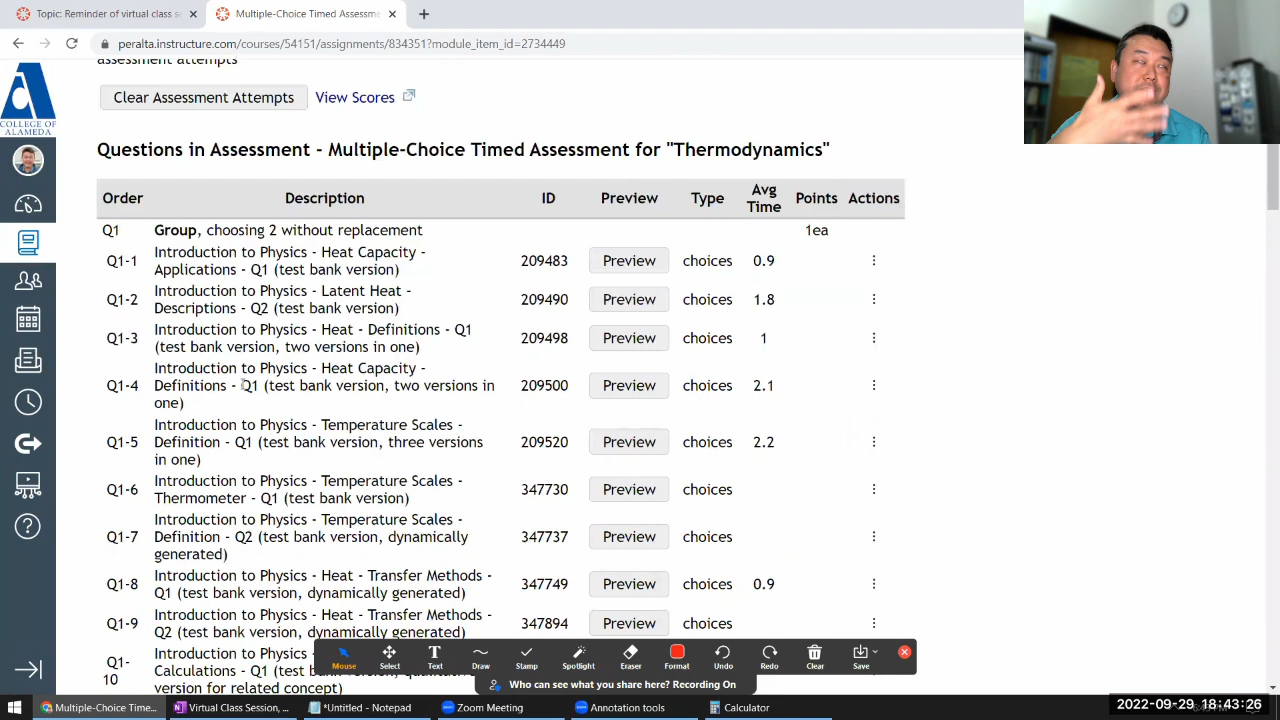 Topic: Reminder of virtual class s
Multiple-Choice Timed Assessme
peralta.instructure.com/courses/54151/assignments/834351?module_item_id=2734449
assessment attempts
Clear Assessment Attempts View Scores
COLLEGE OF
ALAMEDA
Questions in Assessment - Multiple-Choice Timed Assessment for "Thermodynamics"
Order Description ID Preview Type Avg Time Points Actions
Q1 Group, choosing 2 without replacement 1ea
Introduction to Physics - Heat Capacity -
Q1-1 Applications - Q1 (test bank version) 209483 Preview choices 0.9
Introduction to Physics - Latent Heat -
Q1-2 Descriptions - Q2 (test bank version) 209490 Preview choices 1.8
Introduction to Physics - Heat - Definitions - Q1
Q1-3 (test bank version, two versions in one) 209498 Preview choices 1
Introduction to Physics - Heat Capacity -
Q1-4 Definitions - Q1 (test bank version, two versions in 209500 Preview choices 2.1
one)
Introduction to Physics - Temperature Scales -
Q1-5 Definition - Q1 (test bank version, three versions 209520 Preview choices 2.2
in one)
Introduction to Physics - Temperature Scales -
Q1-6 Thermometer - Q1 (test bank version) 347730 Preview choices
Introduction to Physics - Temperature Scales -
Q1-7 Definition - Q2 (test bank version, dynamically 347737 Preview choices
generated)
Introduction to Physics - Heat - Transfer Methods -
Q1-8 Q1 (test bank version, dynamically generated) 347749 Preview choices 0.9
Introduction to Physics - Heat - Transfer Methods -
Q1-9 Q2 (test bank version, dynamically generated) 347894 Preview choices
Introduction to Physics -
Q1-10 Calculations - Q1 (test bank version,
version for related concept)
Mouse Select Text Draw Stamp Spotlight Eraser Format Undo Redo Clear Save
Who can see what you share here? Recording On
Multiple-Choice Time... Virtual Class Session, ... *Untitled - Notepad Zoom Meeting Annotation tools Calculator
2022-09-29 18:43:26